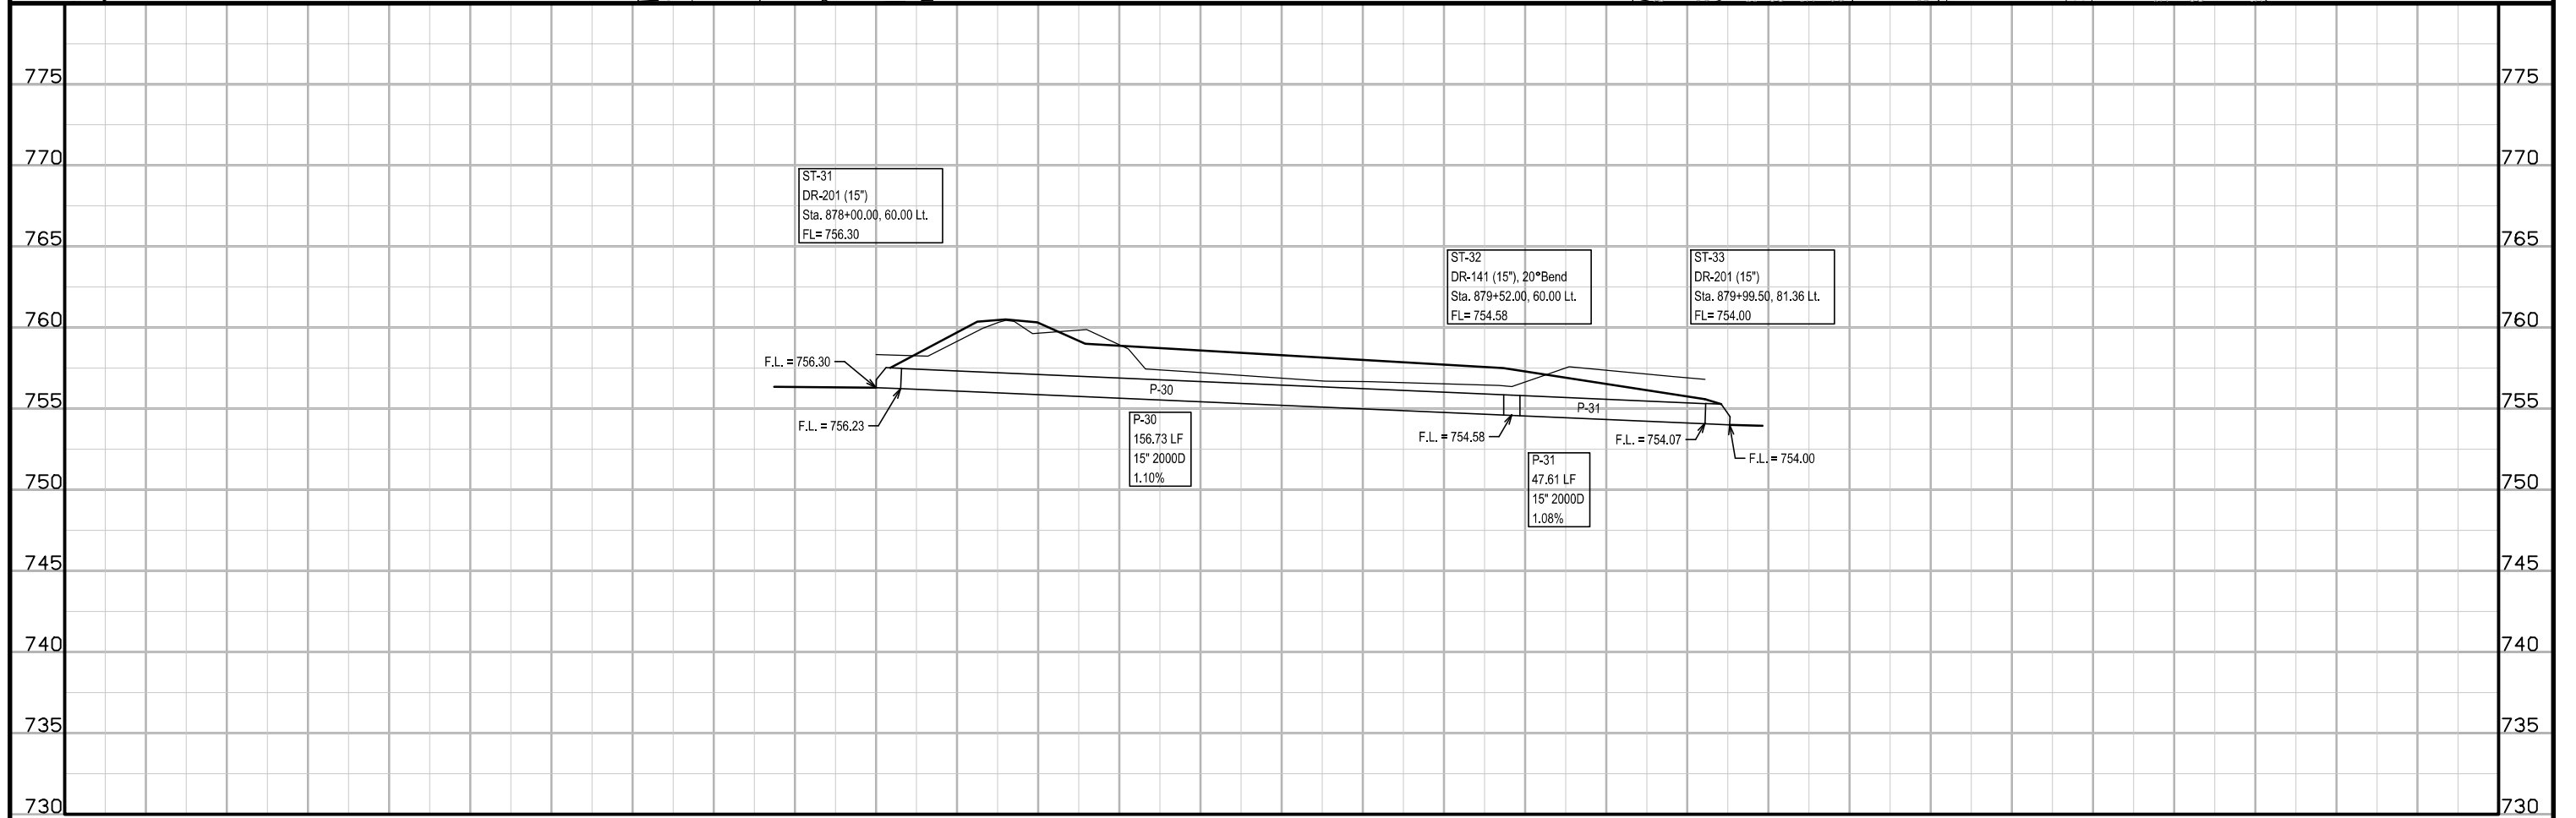 775
775
770
770
ST-31
DR-201 (15")
Sta. 878+00.00, 60.00 Lt.
FL= 756.30
765
765
ST-32
DR-141 (15"), 20°Bend
Sta. 879+52.00, 60.00 Lt.
FL= 754.58
ST-33
DR-201 (15")
Sta. 879+99.50, 81.36 Lt.
FL= 754.00
760
760
F.L. = 756.30
P-30
755
P-31
755
F.L. = 756.23
P-30
156.73 LF
15" 2000D
1.10%
F.L. = 754.58
F.L. = 754.07
F.L. = 754.00
P-31
47.61 LF
15" 2000D
1.08%
750
750
745
745
740
740
735
735
730
730